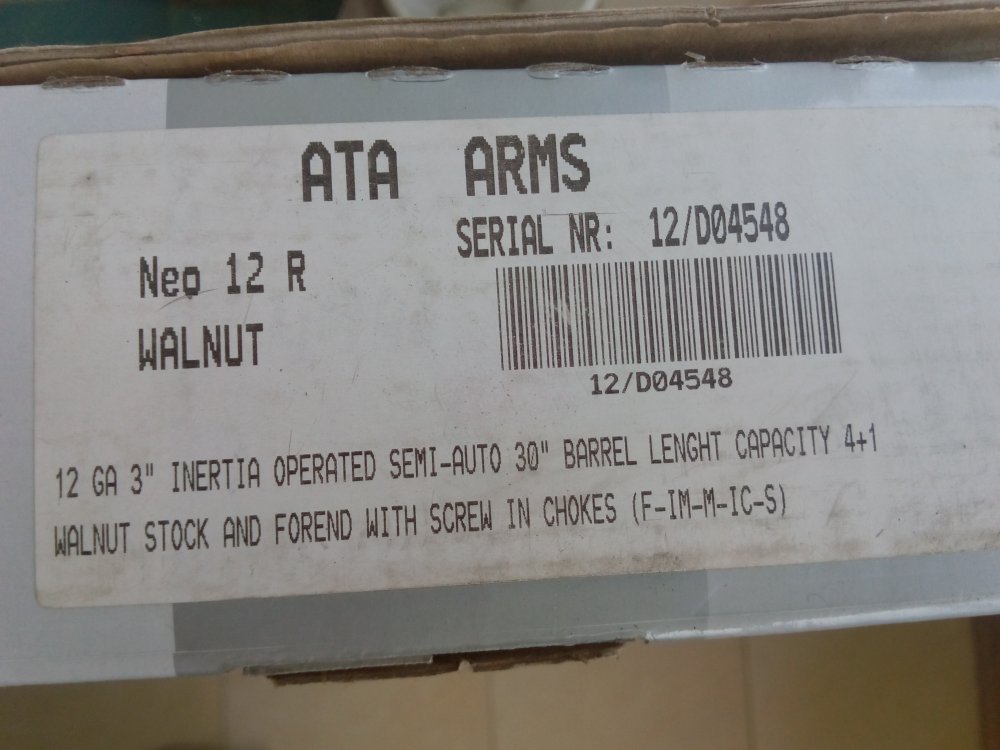 ATA ARMS
SERIAL NR: 12/D04548
Neo 12 R
WALNUT
12/D04548
12 GA 3" INERTIA OPERATED SEMI-AUTO 30" BARREL LENGHT CAPACITY 4+1
WALNUT STOCK AND FOREND WITH SCREW IN CHOKES (F-IM-M-IC-S)